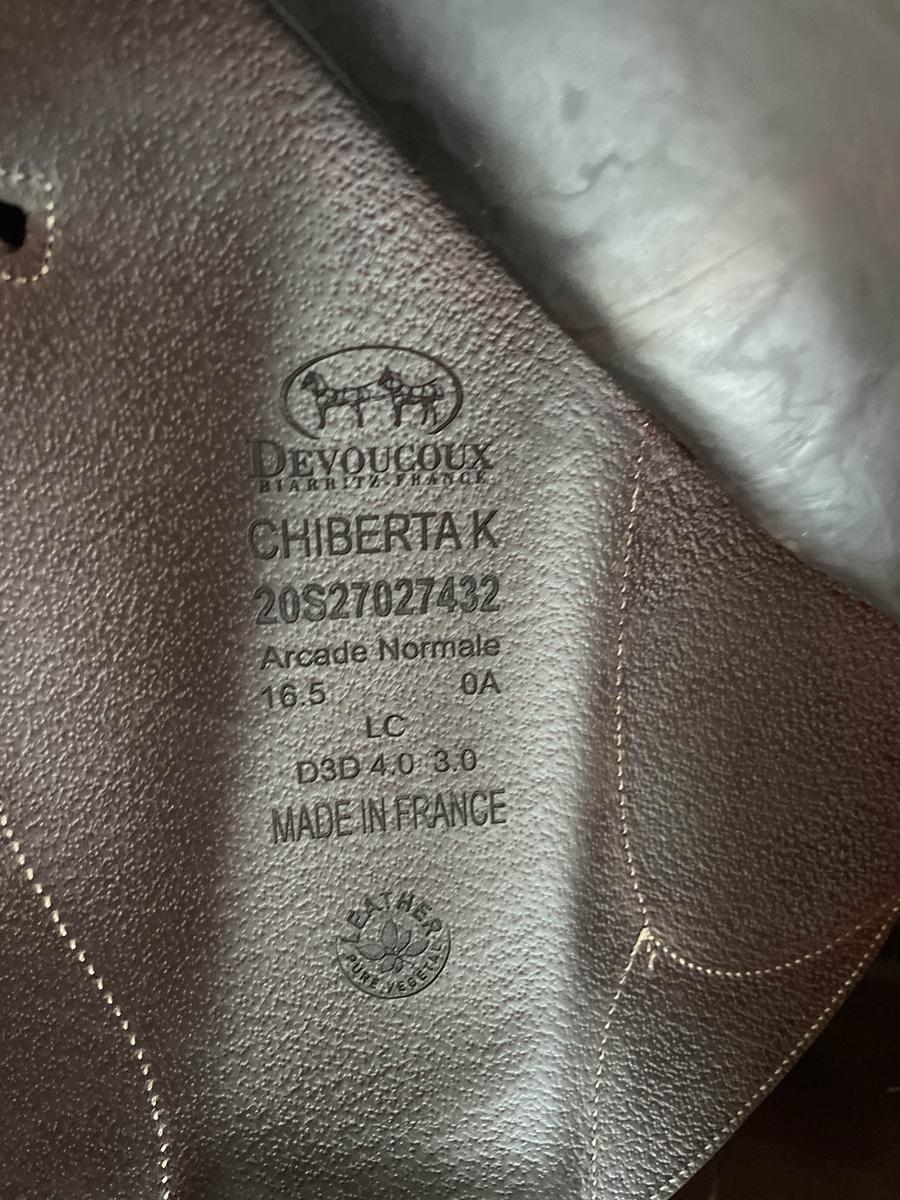 DEVOUCOUX
BIARRITZ-FRANCE
CHIBERTA K
20S27027432
Arcade Normale
16.5 0A
LC
D3D 4.0 3.0
MADE IN FRANCE
LEATHER
PURE VEGETAL